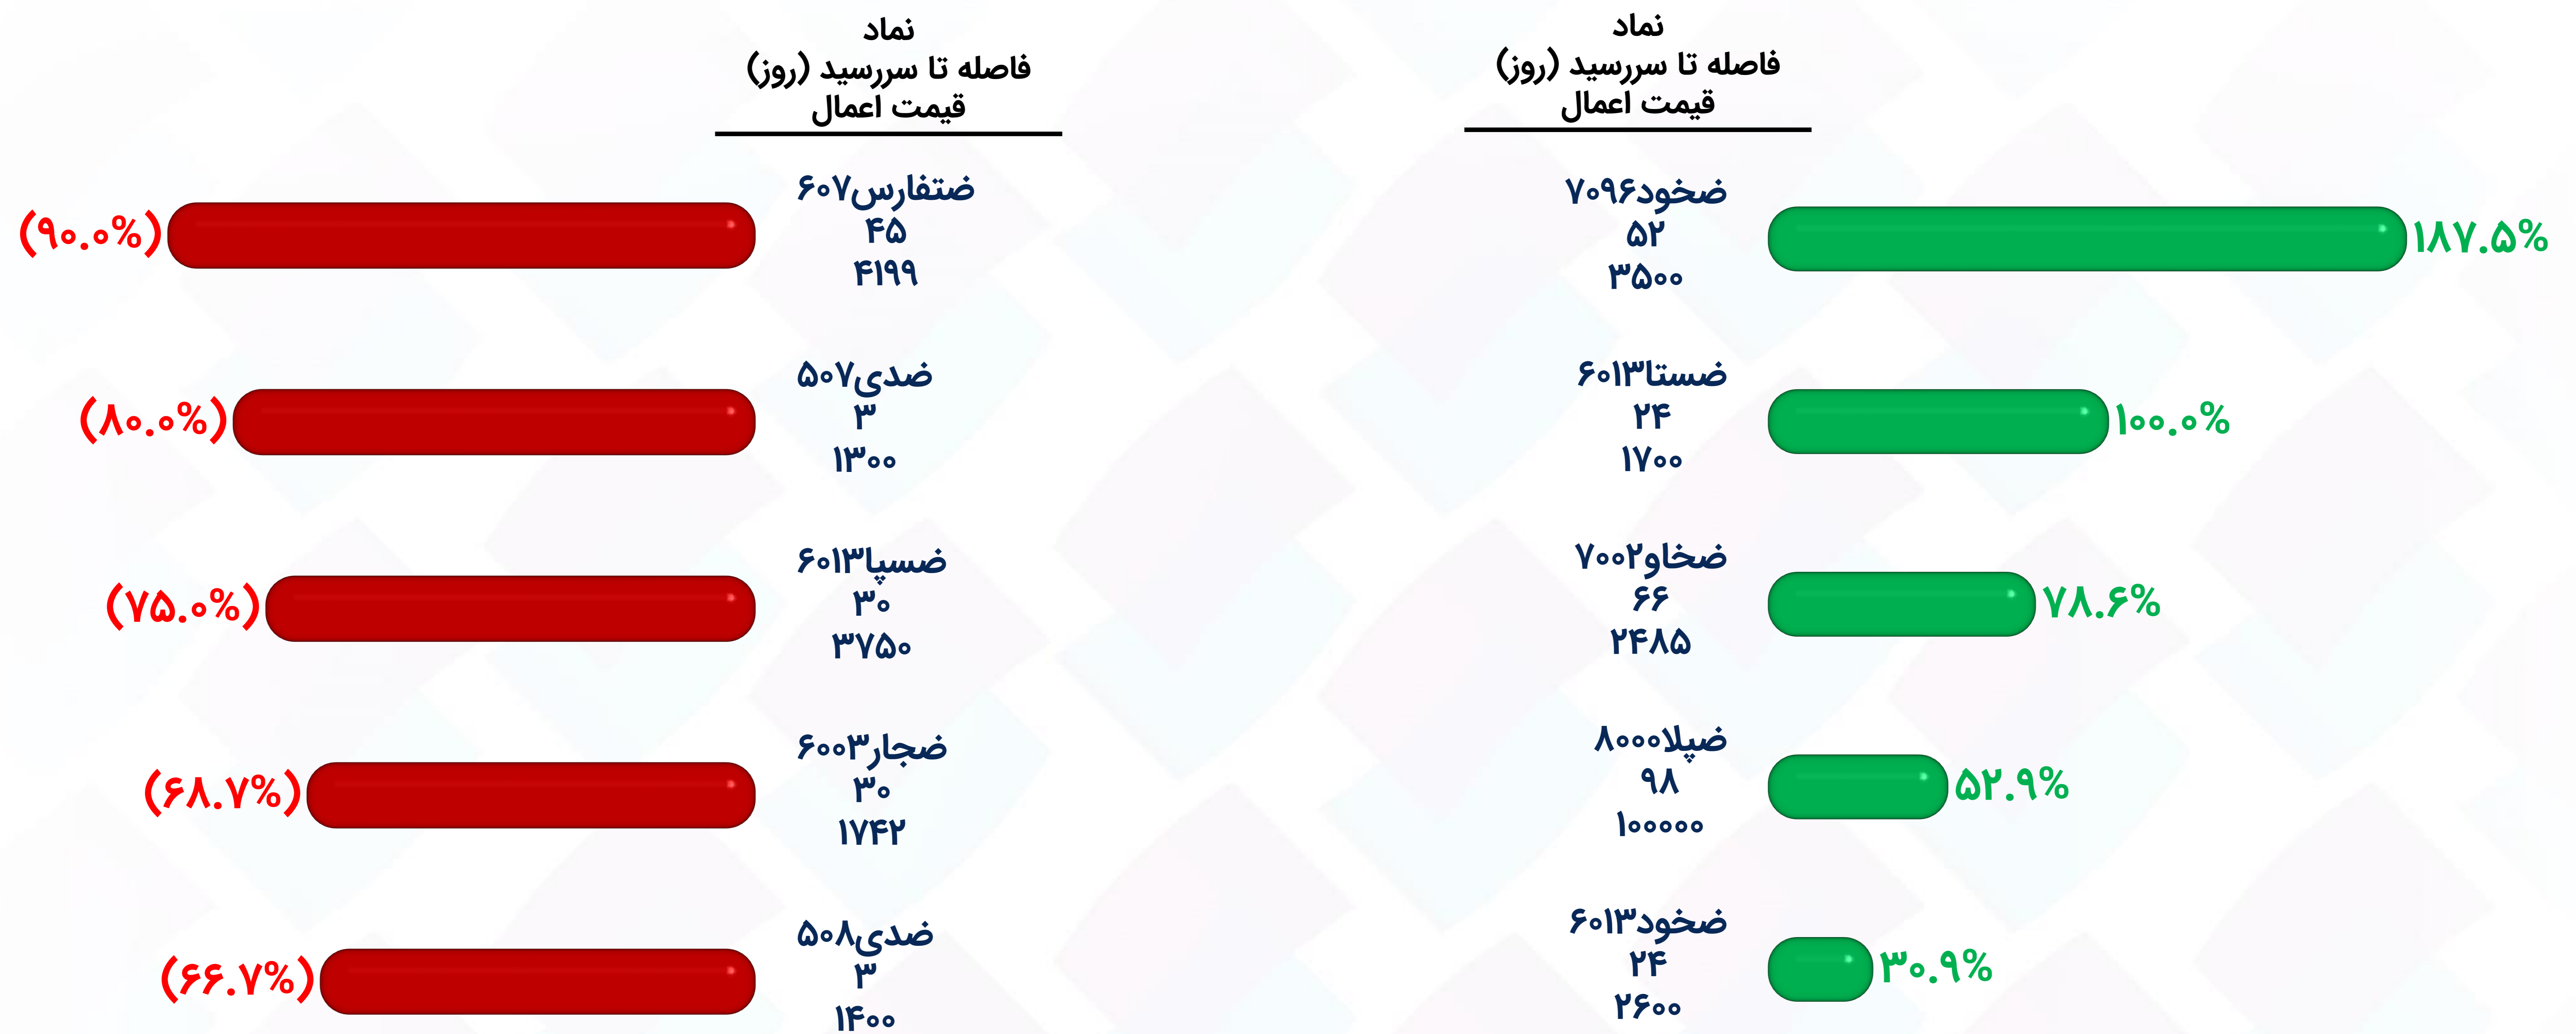 نماد
فاصله تا سررسید (روز)
قیمت اعمال
ضخود۷۰۹۶
۵۲
۳۵۰۰
۱۸۷.۵%
ضستا۶۰۱۳
۲۴
۱۷۰۰
۱۰۰.۰%
ضخاو۷۰۰۲
۶۶
۲۴۸۵
۷۸.۶%
ضپلا۸۰۰۰
۹۸
۱۰۰۰۰۰
۵۲.۹%
ضخود۶۰۱۳
۲۴
۲۶۰۰
۳۰.۹%
نماد
فاصله تا سررسید (روز)
قیمت اعمال
ضتفارس۶۰۷
۴۵
۴۱۹۹
(۹۰.۰%)
ضدی۵۰۷
۳
۱۳۰۰
(۸۰.۰%)
ضسپا۶۰۱۳
۳۰
۳۷۵۰
(۷۵.۰%)
ضجار۶۰۰۳
۳۰
۱۷۴۲
(۶۸.۷%)
ضدی۵۰۸
۳
۱۴۰۰
(۶۶.۷%)